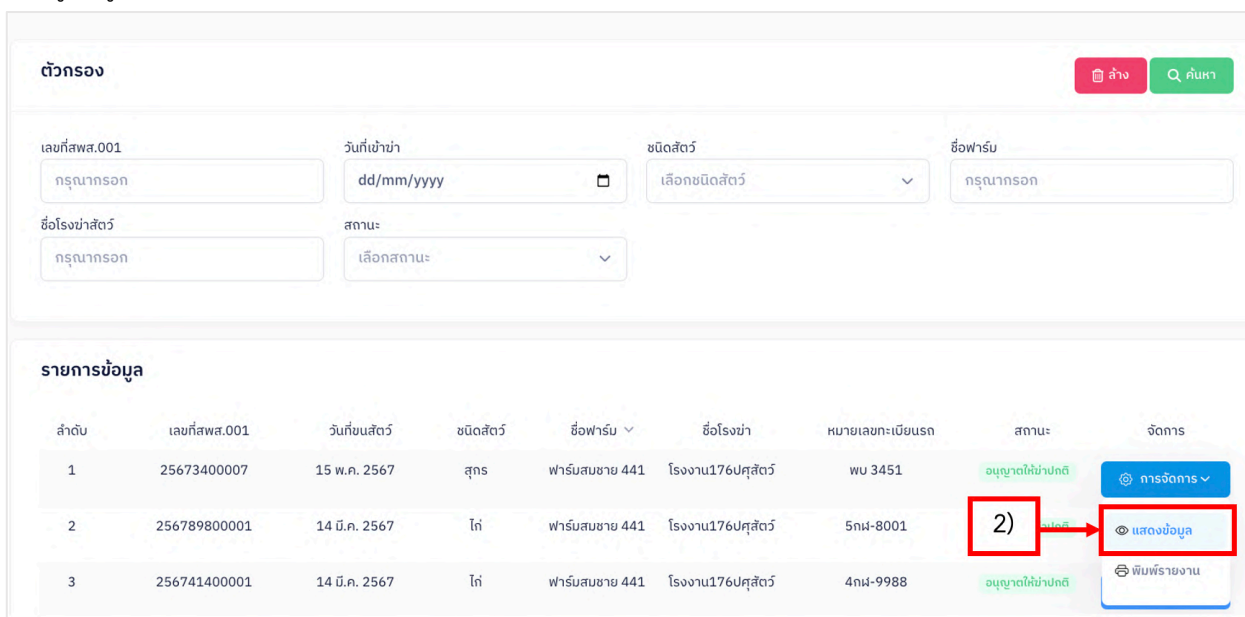 ตัวกรอง
ล้าง
ค้นหา
เลขที่สพส.001 วันที่เข้าฆ่า ชนิดสัตว์ ชื่อฟาร์ม
กรุณากรอก dd/mm/yyyy เลือกชนิดสัตว์ กรุณากรอก
ชื่อโรงฆ่าสัตว์ สถานะ
กรุณากรอก เลือกสถานะ
รายการข้อมูล
ลำดับ เลขที่สพส.001 วันที่ขนสัตว์ ชนิดสัตว์ ชื่อฟาร์ม ชื่อโรงฆ่า หมายเลขทะเบียนรถ สถานะ จัดการ
1 25673400007 15 พ.ค. 2567 สุกร ฟาร์มสมชาย 441 โรงงาน176ปศุสัตว์ พบ 3451 อนุญาตให้ฆ่าปกติ การจัดการ
2 256789800001 14 มี.ค. 2567 ไก่ ฟาร์มสมชาย 441 โรงงาน176ปศุสัตว์ 5กฝ-8001 2) แสดงข้อมูล
3 256741400001 14 มี.ค. 2567 ไก่ ฟาร์มสมชาย 441 โรงงาน176ปศุสัตว์ 4กฝ-9988 อนุญาตให้ฆ่าปกติ พิมพ์รายงาน